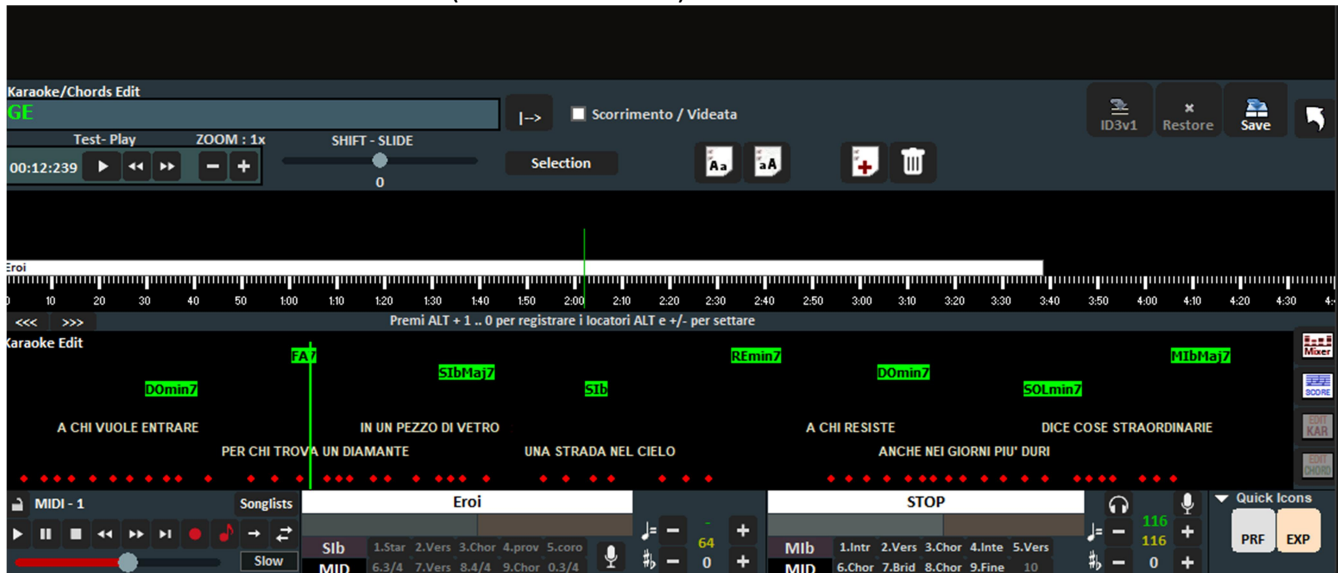 Karaoke/Chords Edit
GE
|--> Scorrimento / Videata
ID3v1 Restore Save
Test- Play ZOOM : 1x SHIFT - SLIDE
00:12:239 0
Selection Aa aA
Eroi
10 20 30 40 50 1:00 1:10 1:20 1:30 1:40 1:50 2:00 2:10 2:20 2:30 2:40 2:50 3:00 3:10 3:20 3:30 3:40 3:50 4:00 4:10 4:20 4:30
<<< >>> Premi ALT + 1 .. 0 per registrare i locatori ALT e +/- per settare
Karaoke Edit
FA7 REmin7 MIbMaj7
SIbMaj7 DOmin7
DOmin7 SIb SOLmin7
A CHI VUOLE ENTRARE IN UN PEZZO DI VETRO A CHI RESISTE DICE COSE STRAORDINARIE
PER CHI TROVA UN DIAMANTE UNA STRADA NEL CIELO ANCHE NEI GIORNI PIU' DURI
Mixer
SCORE
EDIT
KAR
EDIT
CHORD
MIDI - 1 Songlists Eroi STOP Quick Icons
- 64 116 116
SIb 1.Star 2.Vers 3.Chor 4.prov 5.coro MIb 1.Intr 2.Vers 3.Chor 4.Inte 5.Vers PRF EXP
Slow MID 6.3/4 7.Vers 8.4/4 9.Chor 0.3/4 0 MID 6.Chor 7.Brid 8.Chor 9.Fine 10 0